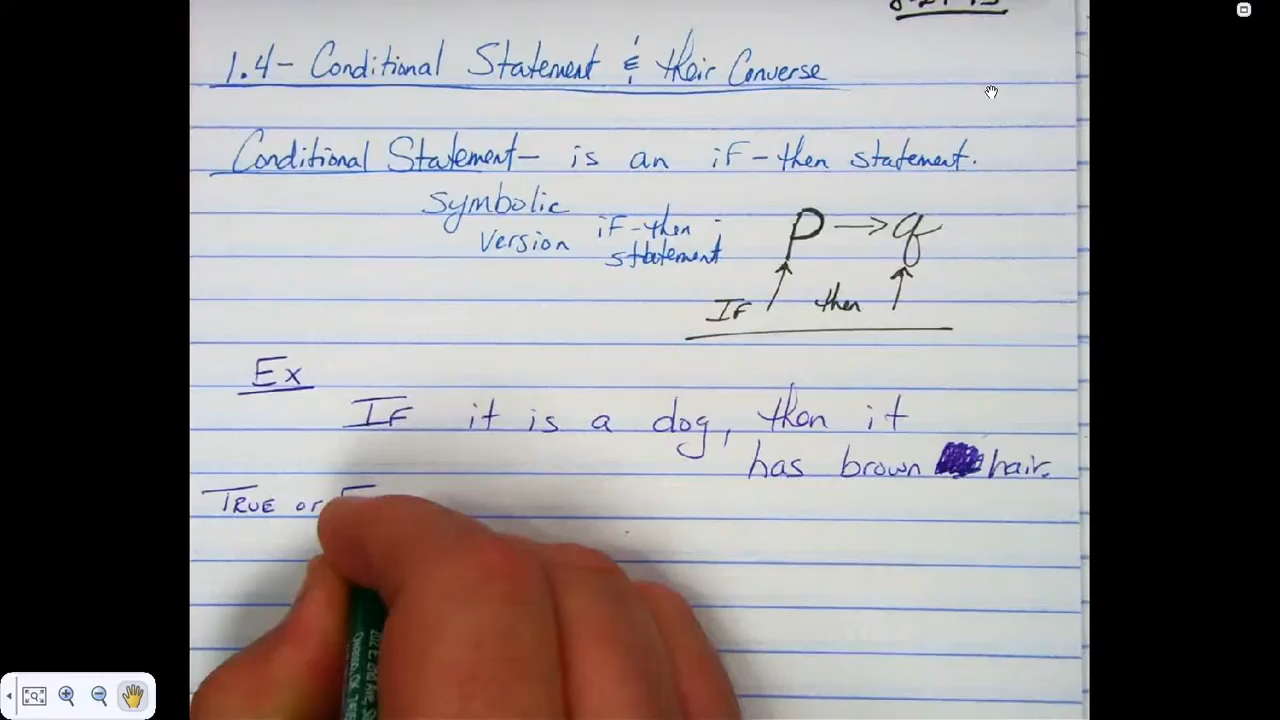 1.4 - Conditional Statement & their Converse
Conditional Statement - is an if-then statement.
Symbolic
version if-then statement
P → q
If then
Ex
If it is a dog, then it
has brown hair.
True or F